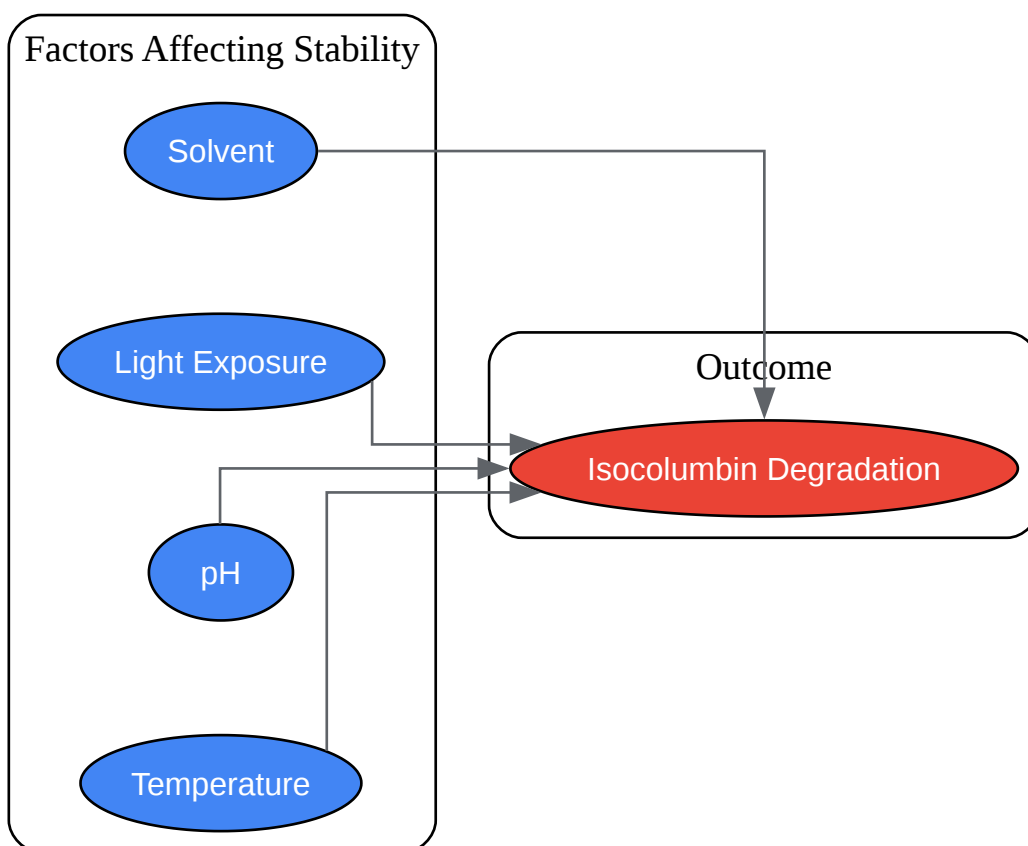 Factors Affecting Stability
Solvent
Light Exposure
Outcome
Isocolumbin Degradation
pH
Temperature